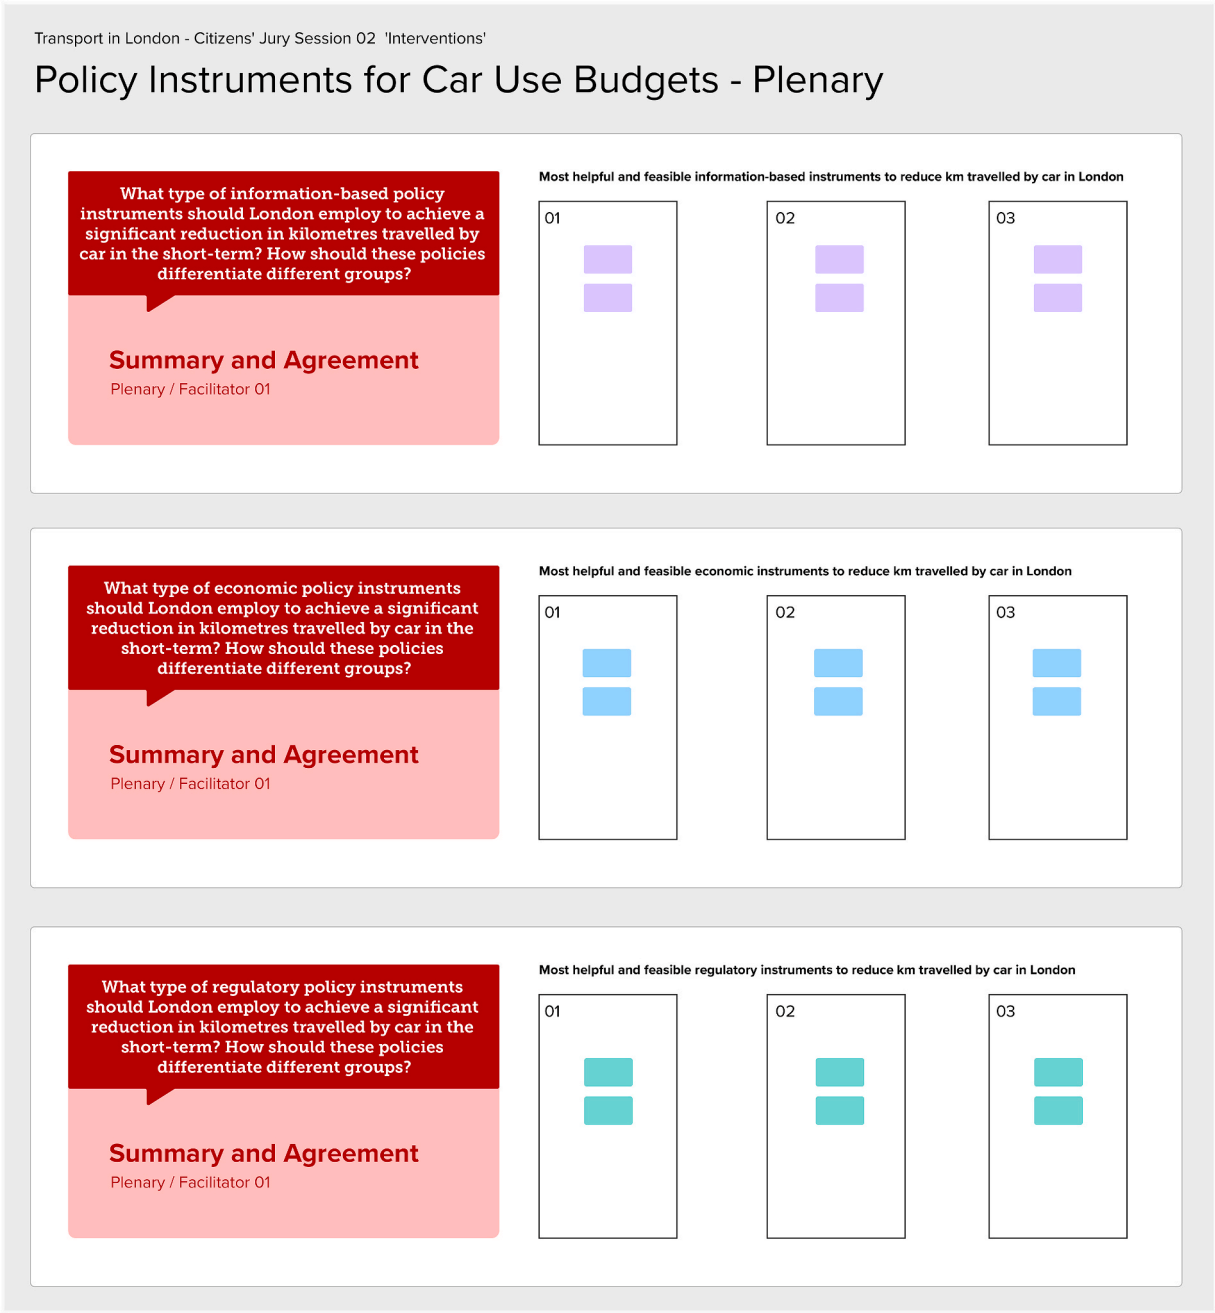 Transport in London - Citizens' Jury Session 02  'Interventions'
Policy Instruments for Car Use Budgets - Plenary
What type of information-based policy
instruments should London employ to achieve a
significant reduction in kilometres travelled by
car in the short-term? How should these policies
differentiate different groups?
Summary and Agreement
Plenary / Facilitator 01
Most helpful and feasible information-based instruments to reduce km travelled by car in London
01
02
03
What type of economic policy instruments
should London employ to achieve a significant
reduction in kilometres travelled by car in the
short-term? How should these policies
differentiate different groups?
Summary and Agreement
Plenary / Facilitator 01
Most helpful and feasible economic instruments to reduce km travelled by car in London
01
02
03
What type of regulatory policy instruments
should London employ to achieve a significant
reduction in kilometres travelled by car in the
short-term? How should these policies
differentiate different groups?
Summary and Agreement
Plenary / Facilitator 01
Most helpful and feasible regulatory instruments to reduce km travelled by car in London
01
02
03